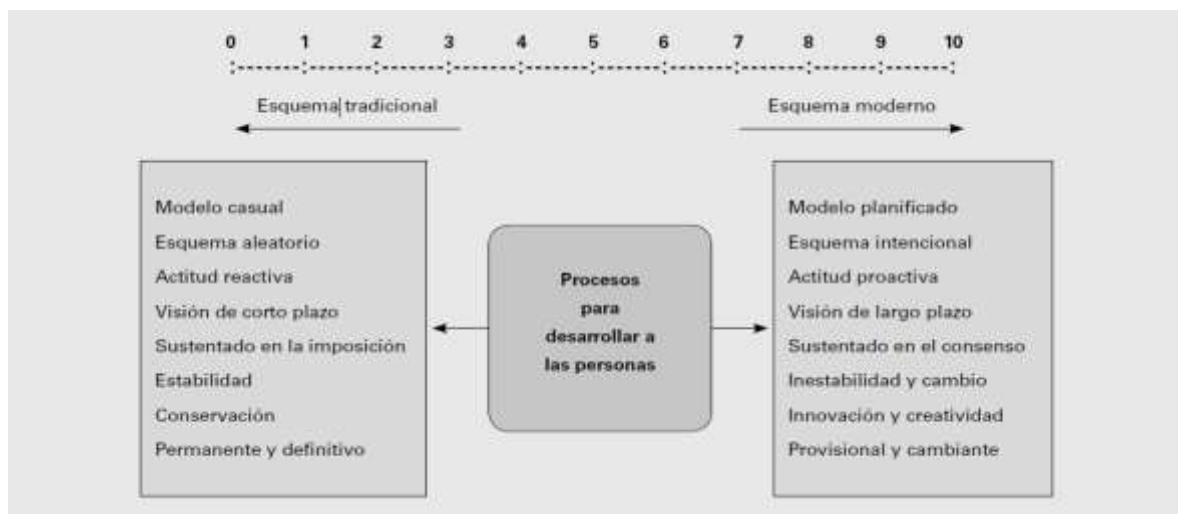 0 1 2 3 4 5 6 7 8 9 10
Esquema tradicional
Esquema moderno
Modelo casual
Esquema aleatorio
Actitud reactiva
Visión de corto plazo
Sustentado en la imposición
Estabilidad
Conservación
Permanente y definitivo
Procesos
para
desarrollar a
las personas
Modelo planificado
Esquema intencional
Actitud proactiva
Visión de largo plazo
Sustentado en el consenso
Inestabilidad y cambio
Innovación y creatividad
Provisional y cambiante